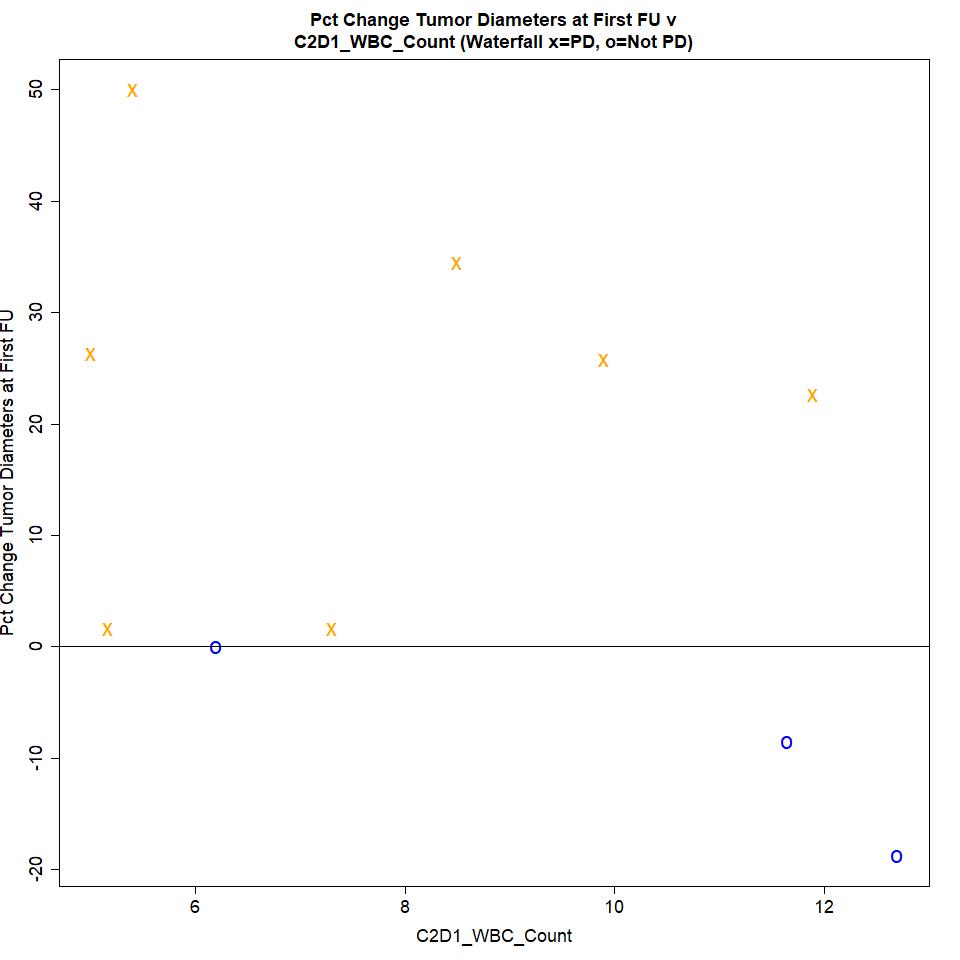 Pct Change Tumor Diameters at First FU v
C2D1_WBC_Count (Waterfall x=PD, o=Not PD)
Pct Change Tumor Diameters at First FU
50
40
30
20
10
0
-10
-20
X
X
X
X
X
X
X
O
O
O
6 8 10 12
C2D1_WBC_Count